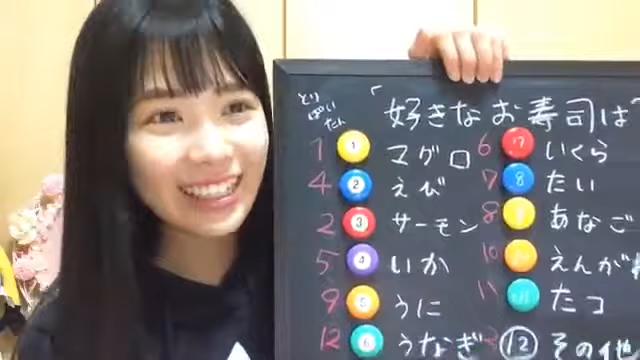 とり
ぱい
たん
「好きなお寿司は
1 1 マグロ 6 7 いくら
4 2 えび 7 8 たい
2 3 サーモン 8 9 あなご
5 4 いか 10 10 えんが
9 5 うに 11 11 たコ
12 6 うなぎ 12 その他